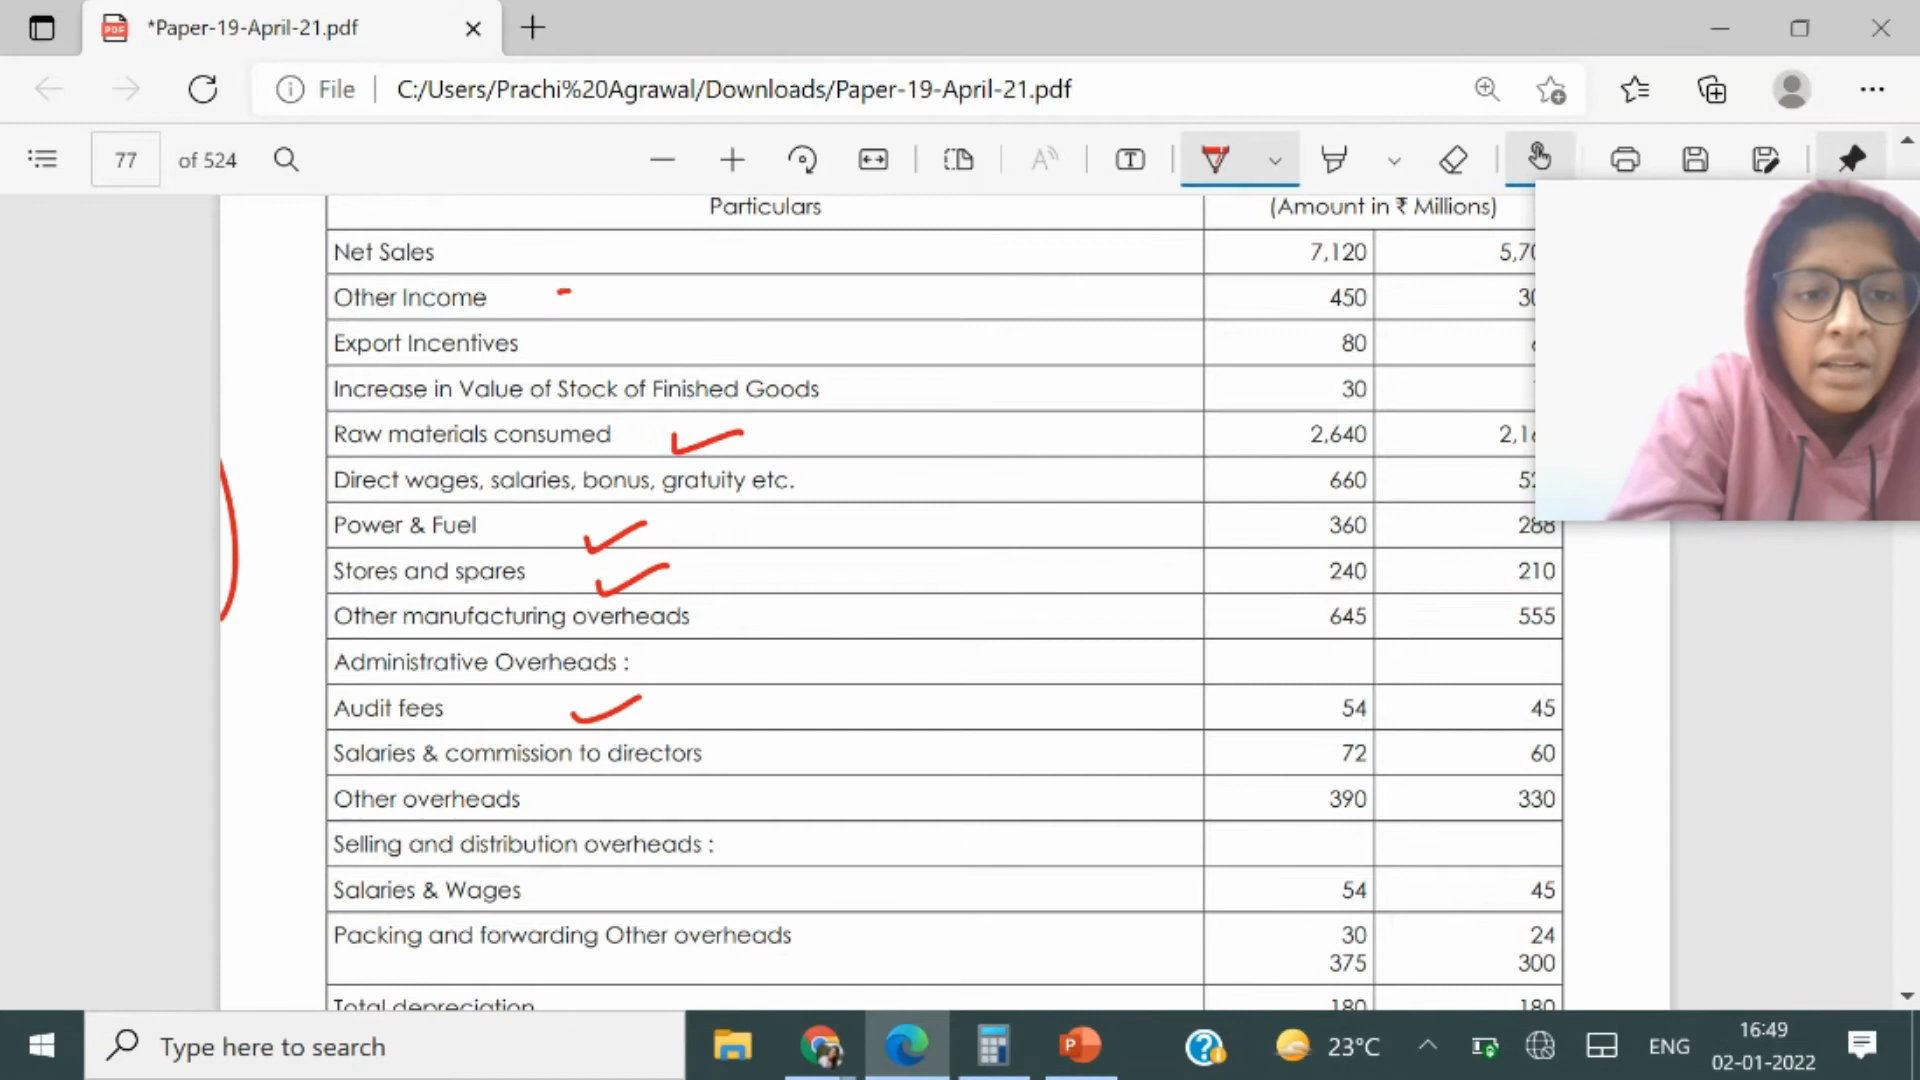 *Paper-19-April-21.pdf
File C:/Users/Prachi%20Agrawal/Downloads/Paper-19-April-21.pdf
77 of 524
Particulars (Amount in ₹ Millions)
Net Sales 7,120
Other Income 450
Export Incentives 80
Increase in Value of Stock of Finished Goods 30
Raw materials consumed 2,640
Direct wages, salaries, bonus, gratuity etc. 660
Power & Fuel 360 288
Stores and spares 240 210
Other manufacturing overheads 645 555
Administrative Overheads :
Audit fees 54 45
Salaries & commission to directors 72 60
Other overheads 390 330
Selling and distribution overheads :
Salaries & Wages 54 45
Packing and forwarding Other overheads 30 24
375 300
Total depreciation 180 180
Type here to search
23°C
ENG
16:49
02-01-2022